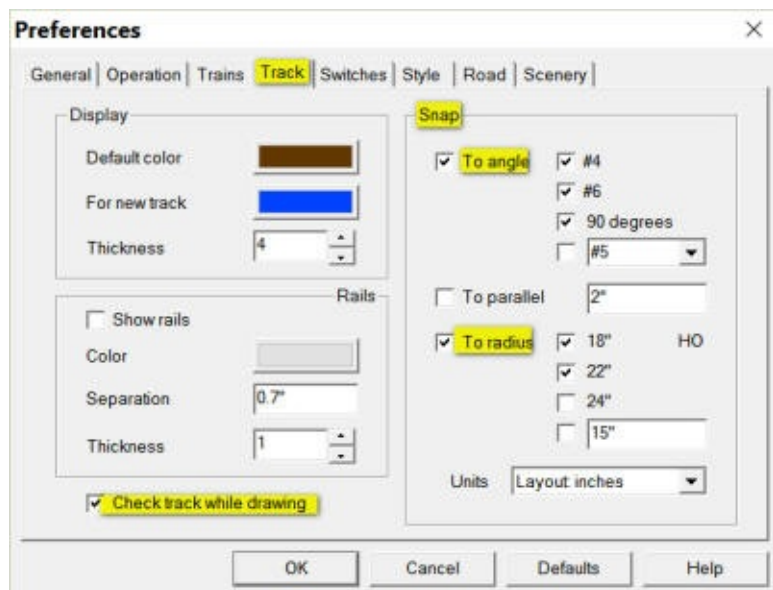 Preferences
General Operation Trains Track Switches Style Road Scenery
Display
Default color
For new track
Thickness 4
Rails
Show rails
Color
Separation 0.7"
Thickness 1
Check track while drawing
Snap
To angle #4
#6
90 degrees
#5
To parallel 2"
To radius 18" HO
22"
24"
15"
Units Layout inches
OK Cancel Defaults Help